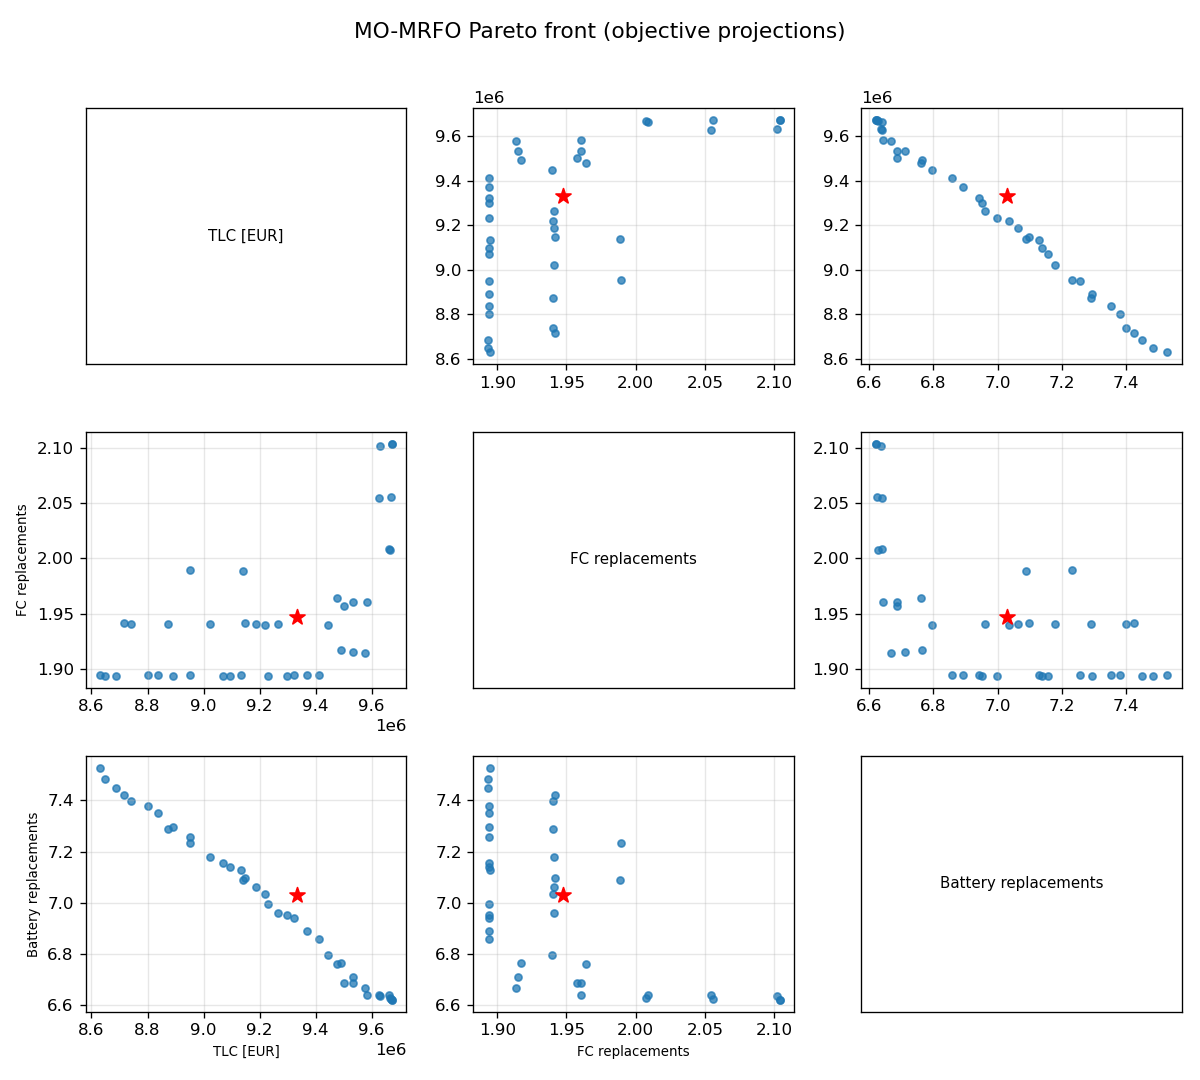 MO-MRFO Pareto front (objective projections)
1e6
1e6
TLC [EUR]
9.6
9.4
9.2
9.0
8.8
8.6
1.90 1.95 2.00 2.05 2.10
9.6
9.4
9.2
9.0
8.8
8.6
6.6 6.8 7.0 7.2 7.4
FC replacements
2.10
2.05
2.00
1.95
1.90
8.6 8.8 9.0 9.2 9.4 9.6
1e6
FC replacements
2.10
2.05
2.00
1.95
1.90
6.6 6.8 7.0 7.2 7.4
Battery replacements
7.4
7.2
7.0
6.8
6.6
8.6 8.8 9.0 9.2 9.4 9.6
TLC [EUR]
1e6
7.4
7.2
7.0
6.8
6.6
1.90 1.95 2.00 2.05 2.10
FC replacements
Battery replacements